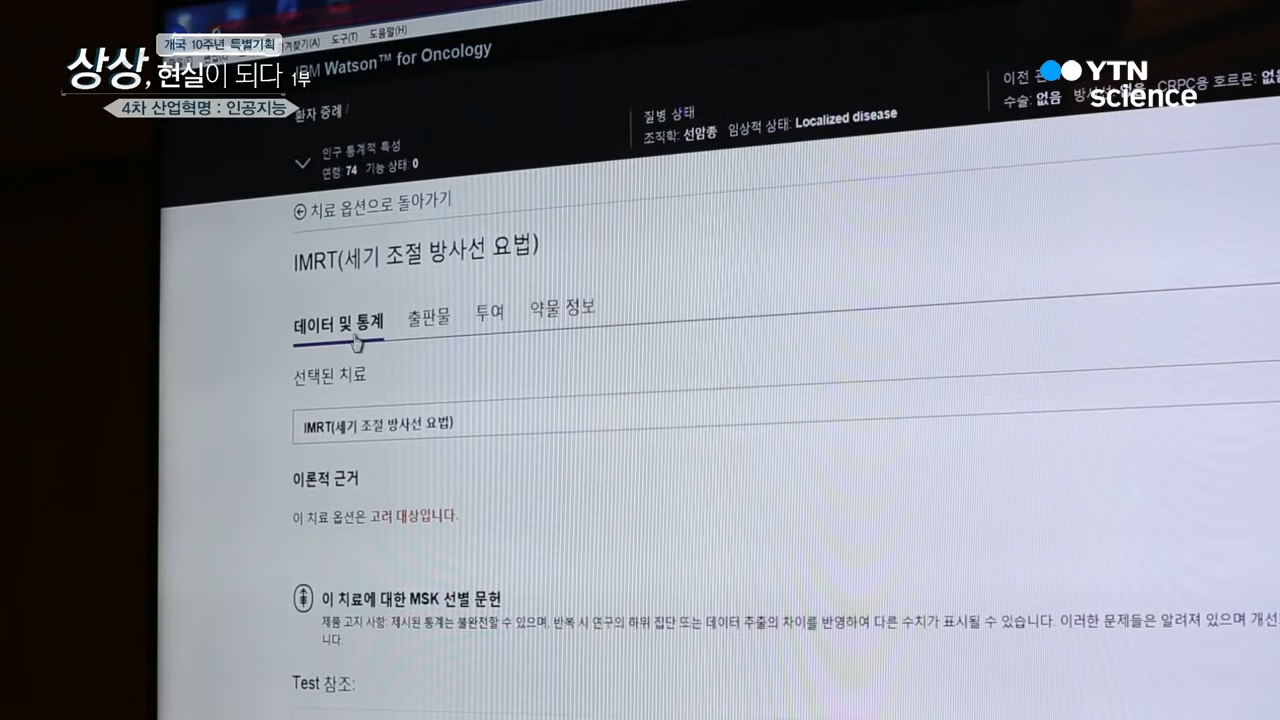 개국 10주년 특별기획
상상, 현실이 되다 1부
4차 산업혁명 : 인공지능
YTN
science
도구(T) 도움말(H)
IBM Watson™ for Oncology
환자 증례
인구 통계적 특성
연령: 74 기능 상태: 0
질병 상태
조직학: 선암종 임상적 상태: Localized disease
이전
수술: 없음 CRPC용 호르몬: 없음
치료 옵션으로 돌아가기
IMRT(세기 조절 방사선 요법)
데이터 및 통계 출판물 투여 약물 정보
선택된 치료
IMRT(세기 조절 방사선 요법)
이론적 근거
이 치료 옵션은 고려 대상입니다.
이 치료에 대한 MSK 선별 문헌
제품 고지 사항: 제시된 통계는 불완전할 수 있으며, 반복 시 연구의 하위 집단 또는 데이터 추출의 차이를 반영하여 다른 수치가 표시될 수 있습니다. 이러한 문제들은 알려져 있으며 개선
니다.
Test 참조: